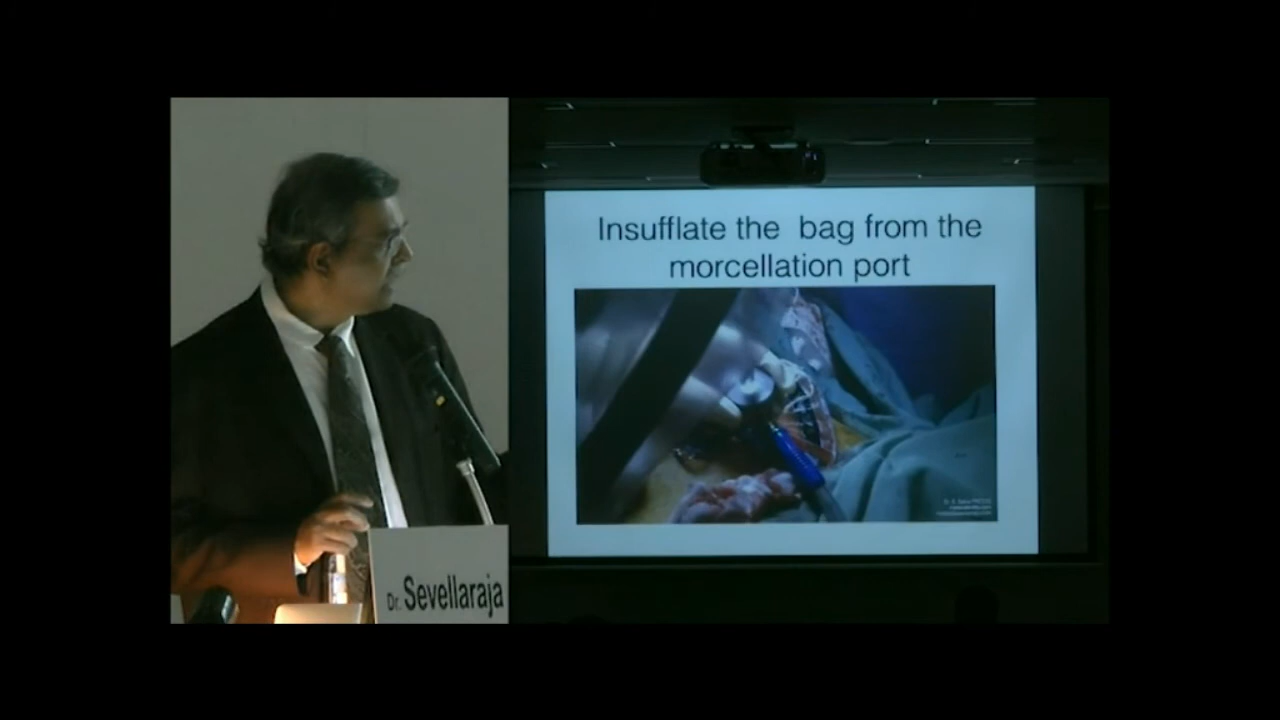 Insufflate the bag from the
morcellation port
Dr. Sevellaraja